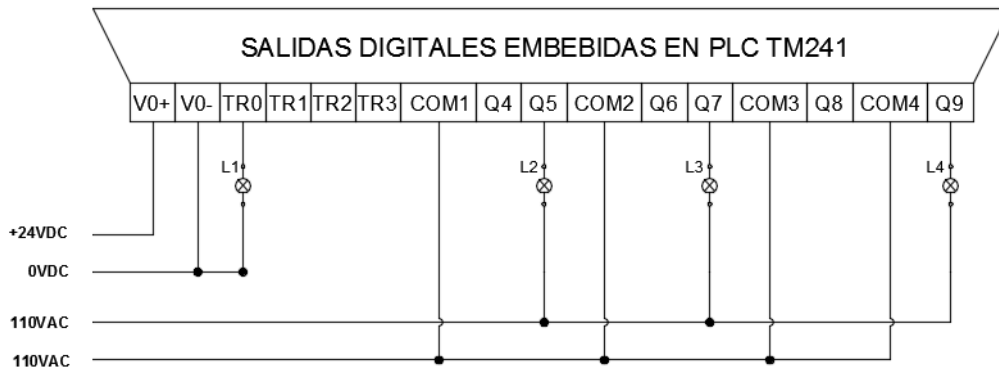 SALIDAS DIGITALES EMBEBIDAS EN PLC TM241
V0+ V0- TR0 TR1 TR2 TR3 COM1 Q4 Q5 COM2 Q6 Q7 COM3 Q8 COM4 Q9
L1 L2 L3 L4
+24VDC
0VDC
110VAC
110VAC